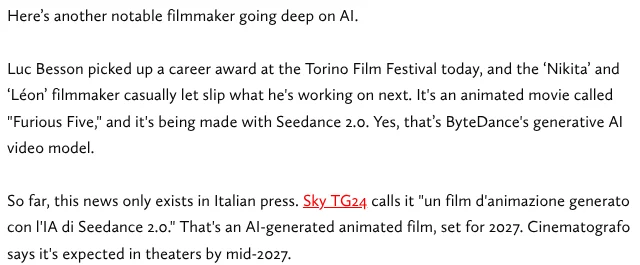 Here’s another notable filmmaker going deep on AI.
Luc Besson picked up a career award at the Torino Film Festival today, and the ‘Nikita’ and
‘Léon’ filmmaker casually let slip what he's working on next. It's an animated movie called
"Furious Five," and it's being made with Seedance 2.0. Yes, that’s ByteDance's generative AI
video model.
So far, this news only exists in Italian press. Sky TG24 calls it "un film d'animazione generato
con l'IA di Seedance 2.0." That's an AI-generated animated film, set for 2027. Cinematografo
says it's expected in theaters by mid-2027.